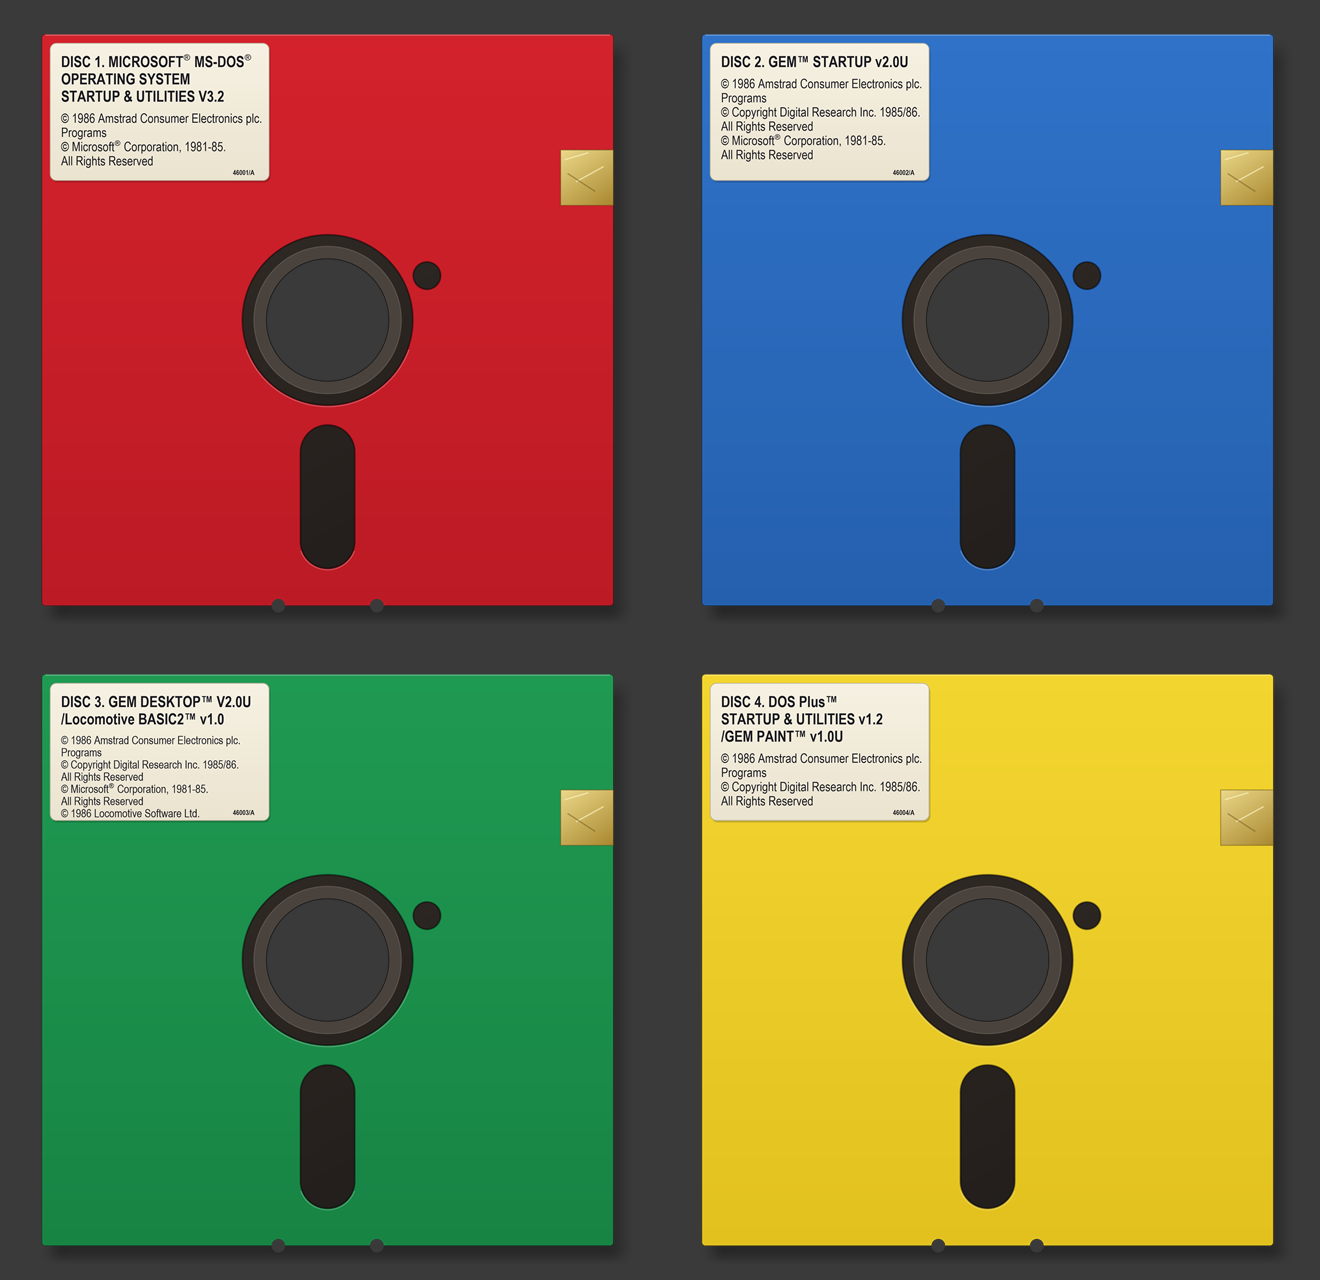 DISC 1. MICROSOFT® MS-DOS®
OPERATING SYSTEM
STARTUP & UTILITIES V3.2
© 1986 Amstrad Consumer Electronics plc.
Programs
© Microsoft® Corporation, 1981-85.
All Rights Reserved
46001/A
DISC 2. GEM™ STARTUP v2.0U
© 1986 Amstrad Consumer Electronics plc.
Programs
© Copyright Digital Research Inc. 1985/86.
All Rights Reserved
© Microsoft® Corporation, 1981-85.
All Rights Reserved
46002/A
DISC 3. GEM DESKTOP™ V2.0U
/Locomotive BASIC2™ v1.0
© 1986 Amstrad Consumer Electronics plc.
Programs
© Copyright Digital Research Inc. 1985/86.
All Rights Reserved
© Microsoft® Corporation, 1981-85.
All Rights Reserved
© 1986 Locomotive Software Ltd.
46003/A
DISC 4. DOS Plus™
STARTUP & UTILITIES v1.2
/GEM PAINT™ v1.0U
© 1986 Amstrad Consumer Electronics plc.
Programs
© Copyright Digital Research Inc. 1985/86.
All Rights Reserved
46004/A